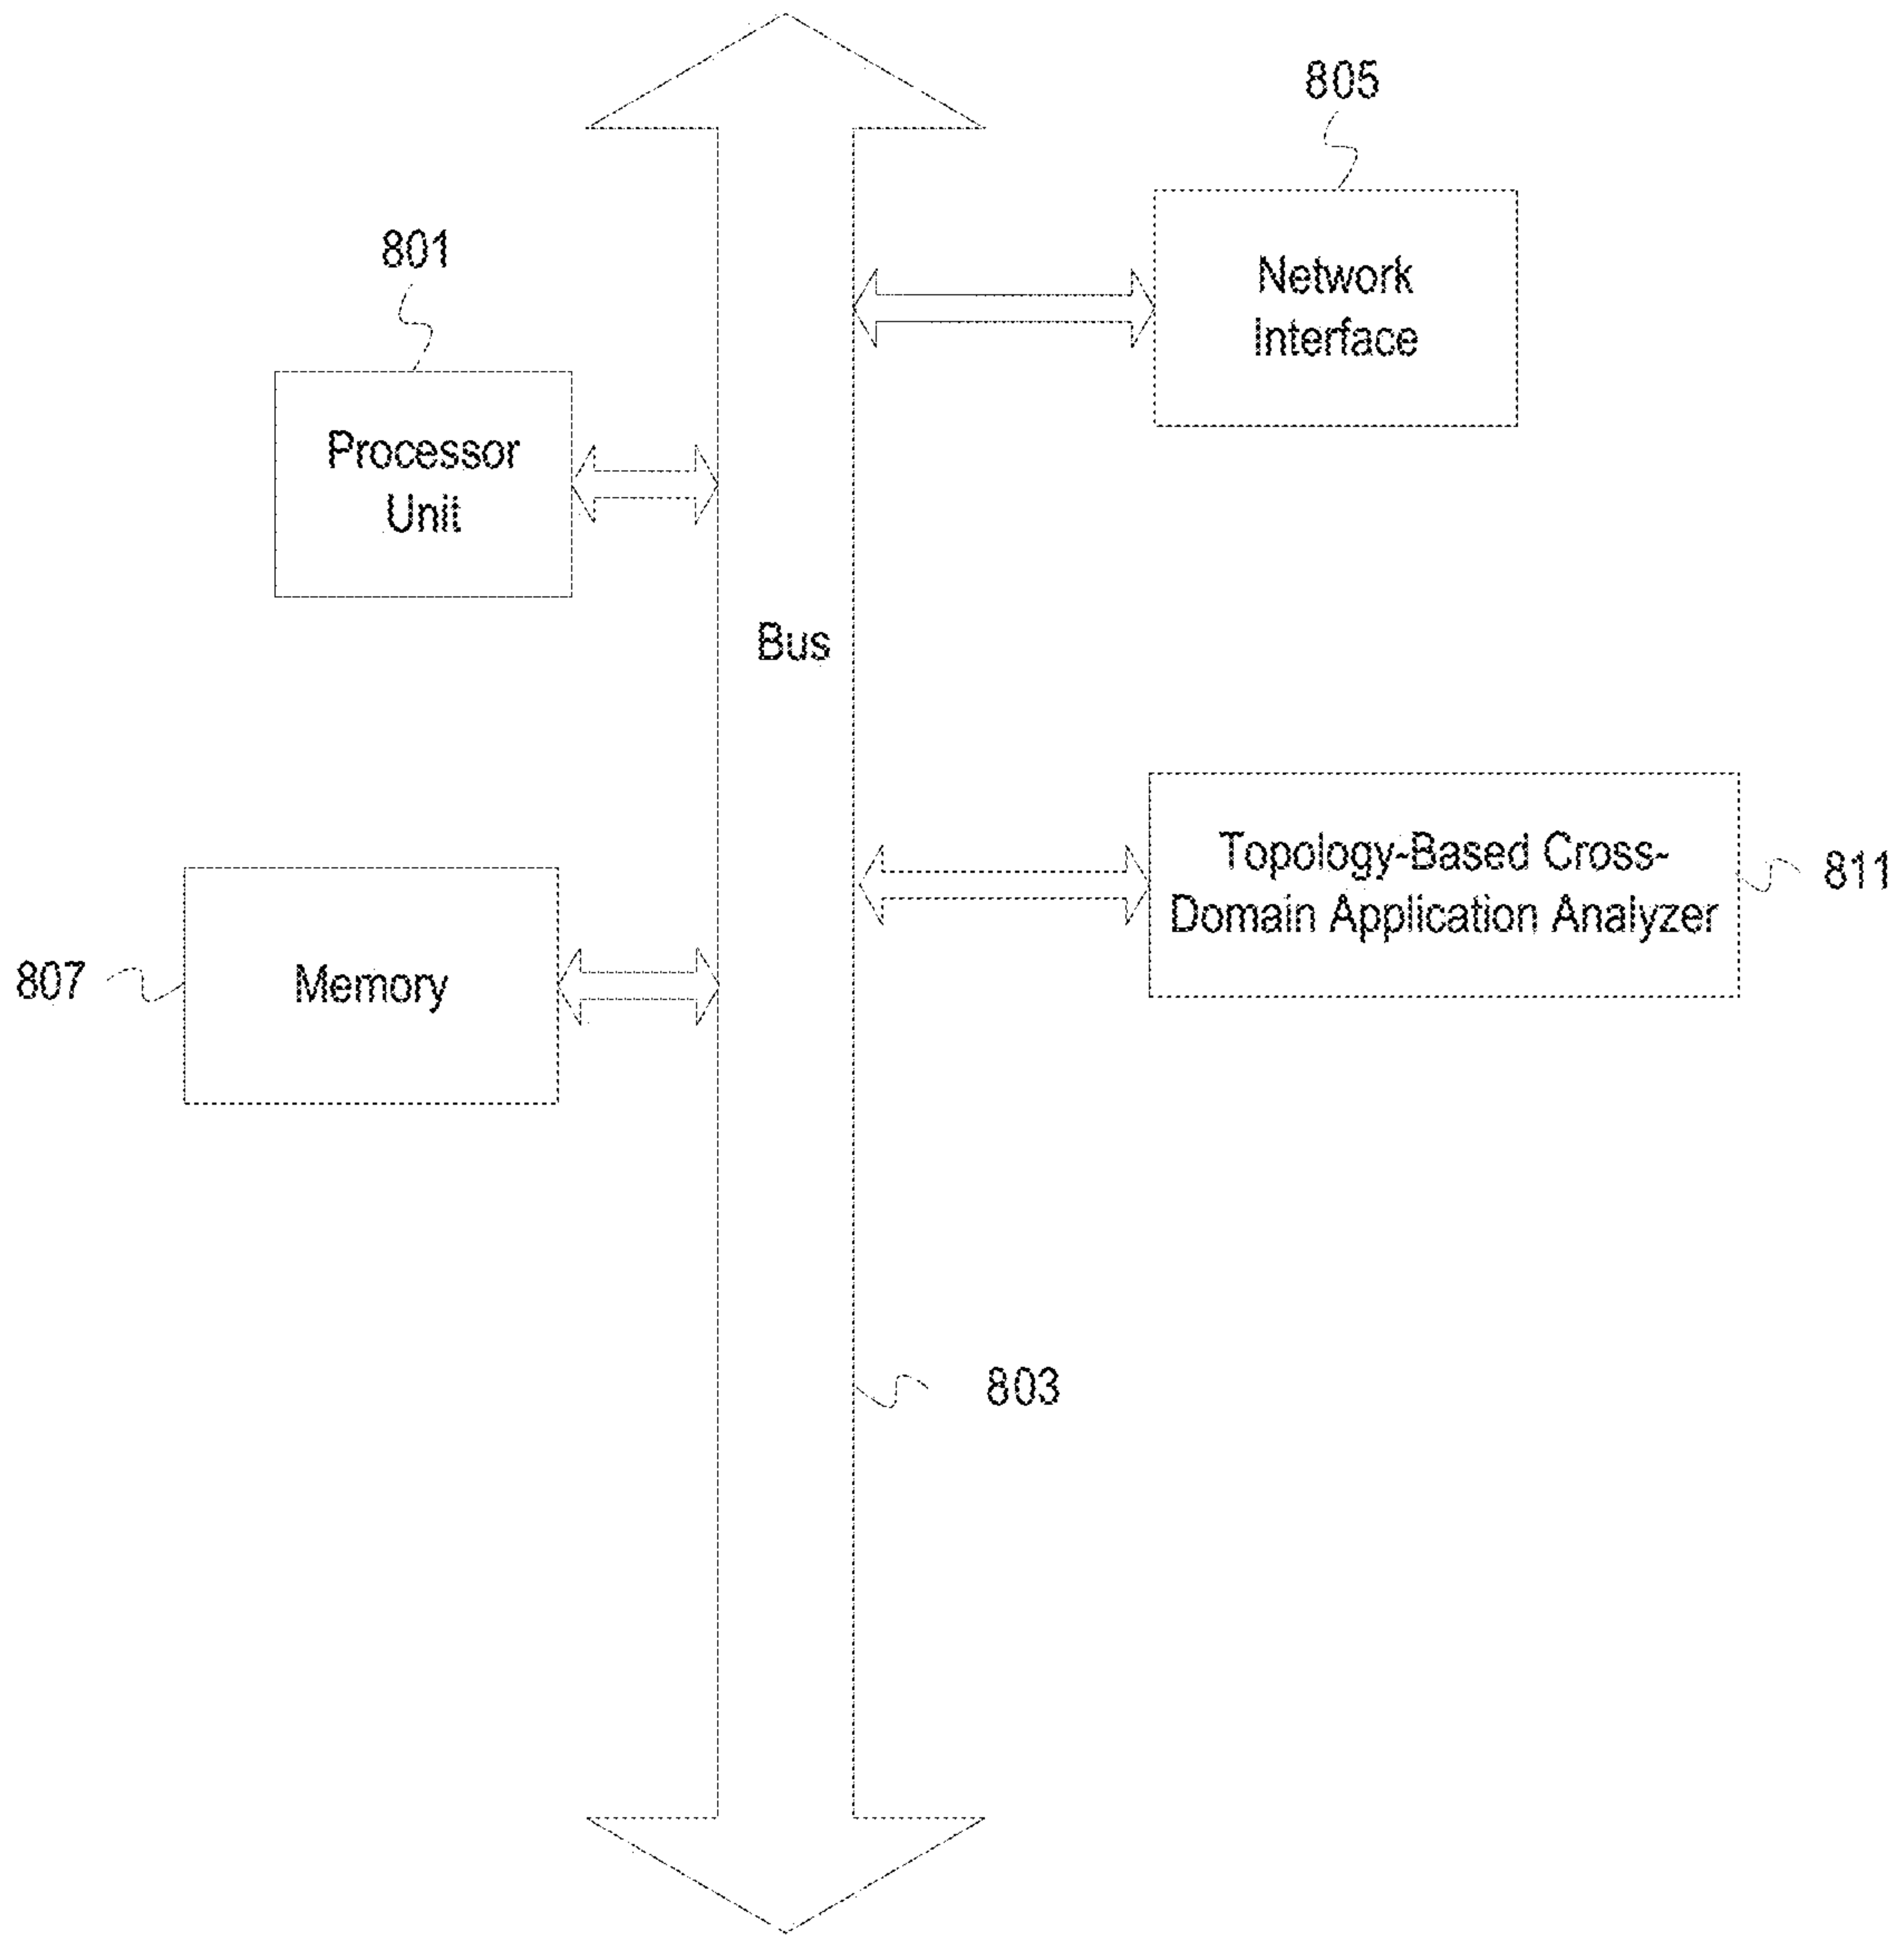 805
801
Network
Interface
Processor
Unit
Bus
Topology-Based Cross-
Domain Application Analyzer
811
807
Memory
803